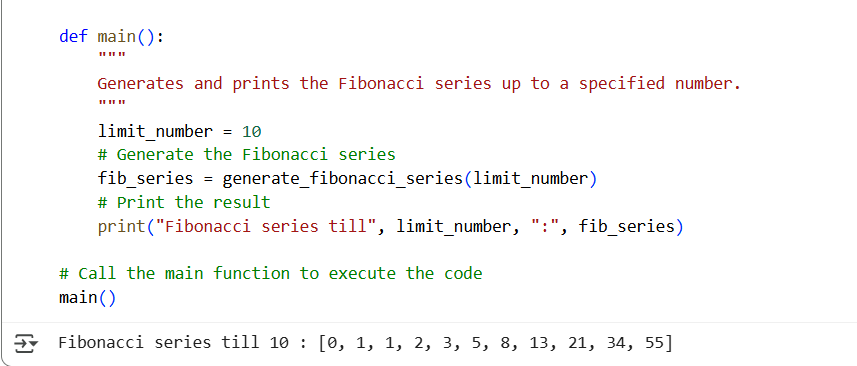 def main():
"""
Generates and prints the Fibonacci series up to a specified number.
"""
limit_number = 10
# Generate the Fibonacci series
fib_series = generate_fibonacci_series(limit_number)
# Print the result
print("Fibonacci series till", limit_number, ":", fib_series)
# Call the main function to execute the code
main()
Fibonacci series till 10 : [0, 1, 1, 2, 3, 5, 8, 13, 21, 34, 55]